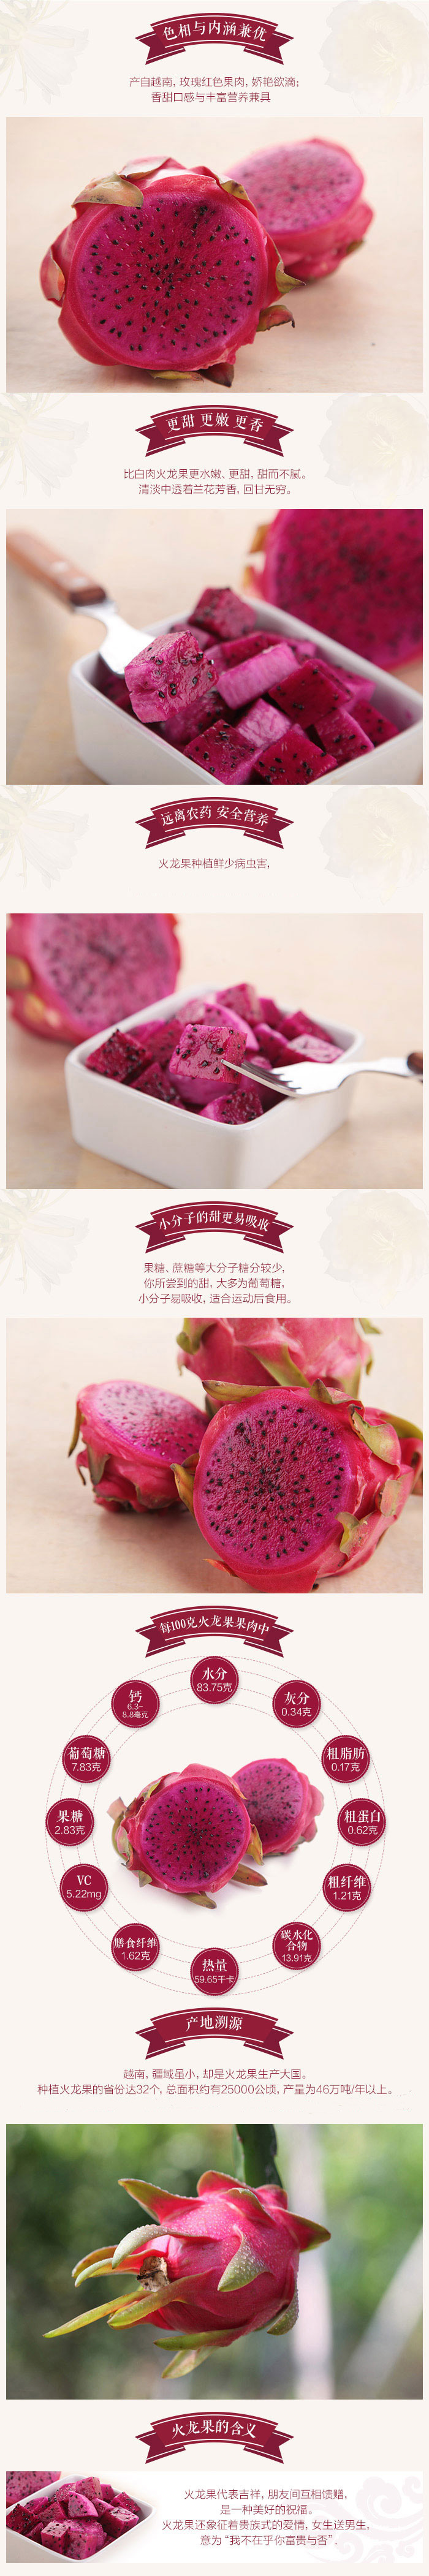 色相与内涵兼优
产自越南, 玫瑰红色果肉, 娇艳欲滴;
香甜口感与丰富营养兼具
更甜 更嫩 更香
比白肉火龙果更水嫩、更甜, 甜而不腻。
清淡中透着兰花芳香, 回甘无穷。
远离农药 安全营养
火龙果种植鲜少病虫害,
小分子的甜更易吸收
果糖、蔗糖等大分子糖分较少,
你所尝到的甜, 大多为葡萄糖,
小分子易吸收, 适合运动后食用。
每100克火龙果果肉中
水分
83.75克
灰分
0.34克
粗脂肪
0.17克
粗蛋白
0.62克
粗纤维
1.21克
碳水化
合物
13.91克
热量
59.65千卡
膳食纤维
1.62克
VC
5.22mg
果糖
2.83克
葡萄糖
7.83克
钙
6.3-
8.8毫克
产地溯源
越南, 疆域虽小, 却是火龙果生产大国。
种植火龙果的省份达32个, 总面积约有25000公顷, 产量为46万吨/年以上。
火龙果的含义
火龙果代表吉祥, 朋友间互相馈赠,
是一种美好的祝福。
火龙果还象征着贵族式的爱情, 女生送男生,
意为“我不在乎你富贵与否”.